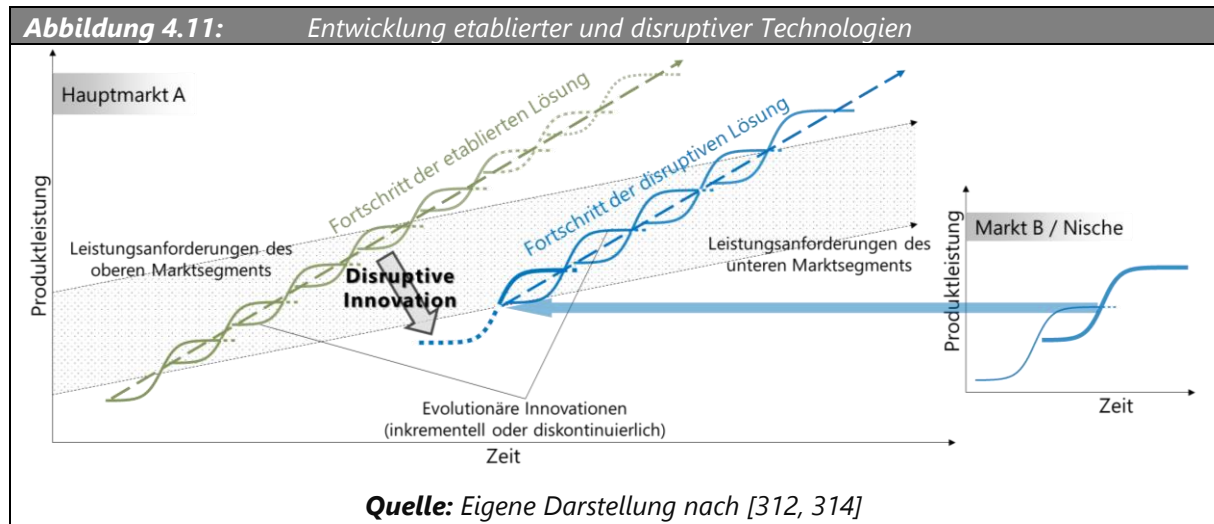 Abbildung 4.11: Entwicklung etablierter und disruptiver Technologien
Hauptmarkt A
Produktleistung
Fortschritt der etablierten Lösung
Fortschritt der disruptiven Lösung
Leistungsanforderungen des
oberen Marktsegments
Disruptive
Innovation
Leistungsanforderungen des
unteren Marktsegments
Evolutionäre Innovationen
(inkrementell oder diskontinuierlich)
Zeit
Markt B / Nische
Produktleistung
Zeit
Quelle: Eigene Darstellung nach [312, 314]